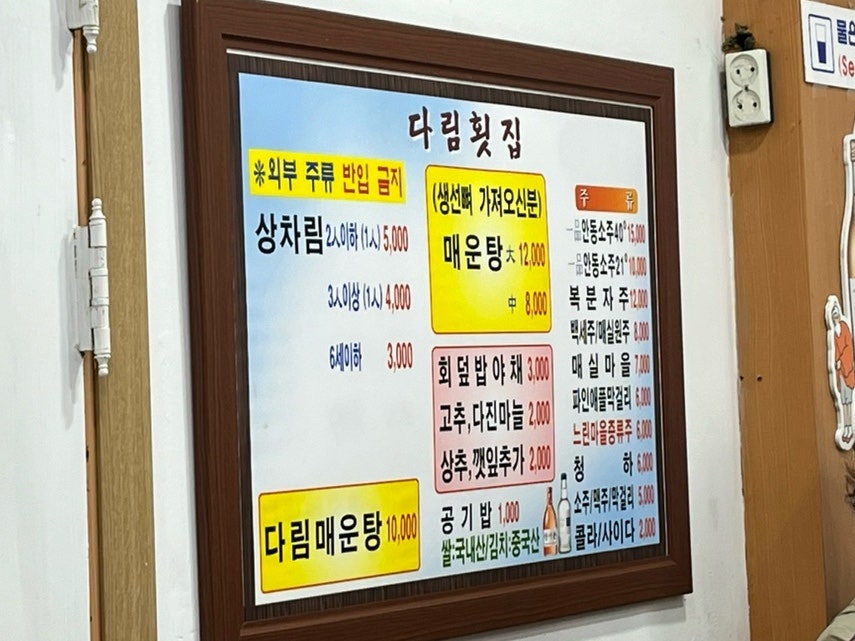 다림횟집
※외부 주류 반입 금지
상차림 2人이하 (1人) 5,000
3人이상 (1人) 4,000
6세이하 3,000
다림매운탕 10,000
(생선뼈 가져오신분)
매운탕 大 12,000
中 8,000
회덮밥야채 3,000
고추,다진마늘 2,000
상추,깻잎추가 2,000
공기밥 1,000
쌀:국내산/김치:중국산
주 류
一品안동소주40° 15,000
一品안동소주21° 10,000
복분자주 12,000
백세주/매실원주 8,000
매실마을 7,000
파인애플막걸리 6,000
느린마을증류주 6,000
청 하 6,000
소주/맥주/막걸리 5,000
콜라/사이다 2,000
물은
(Se